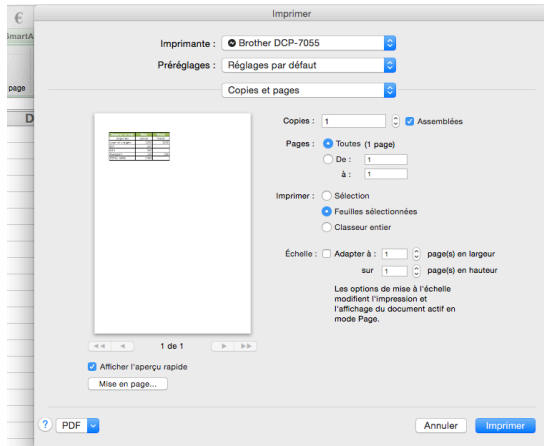 Imprimer
€
SmartA
page
D
Imprimante : Brother DCP-7055
Préréglages : Réglages par défaut
Copies et pages
Copies : 1 Assemblées
Pages : Toutes (1 page)
De : 1
à : 1
Imprimer : Sélection
Feuilles sélectionnées
Classeur entier
Échelle : Adapter à : 1 page(s) en largeur
sur 1 page(s) en hauteur
Les options de mise à l'échelle
modifient l'impression et
l'affichage du document actif en
mode Page.
1 de 1
Afficher l'aperçu rapide
Mise en page...
? PDF Annuler Imprimer